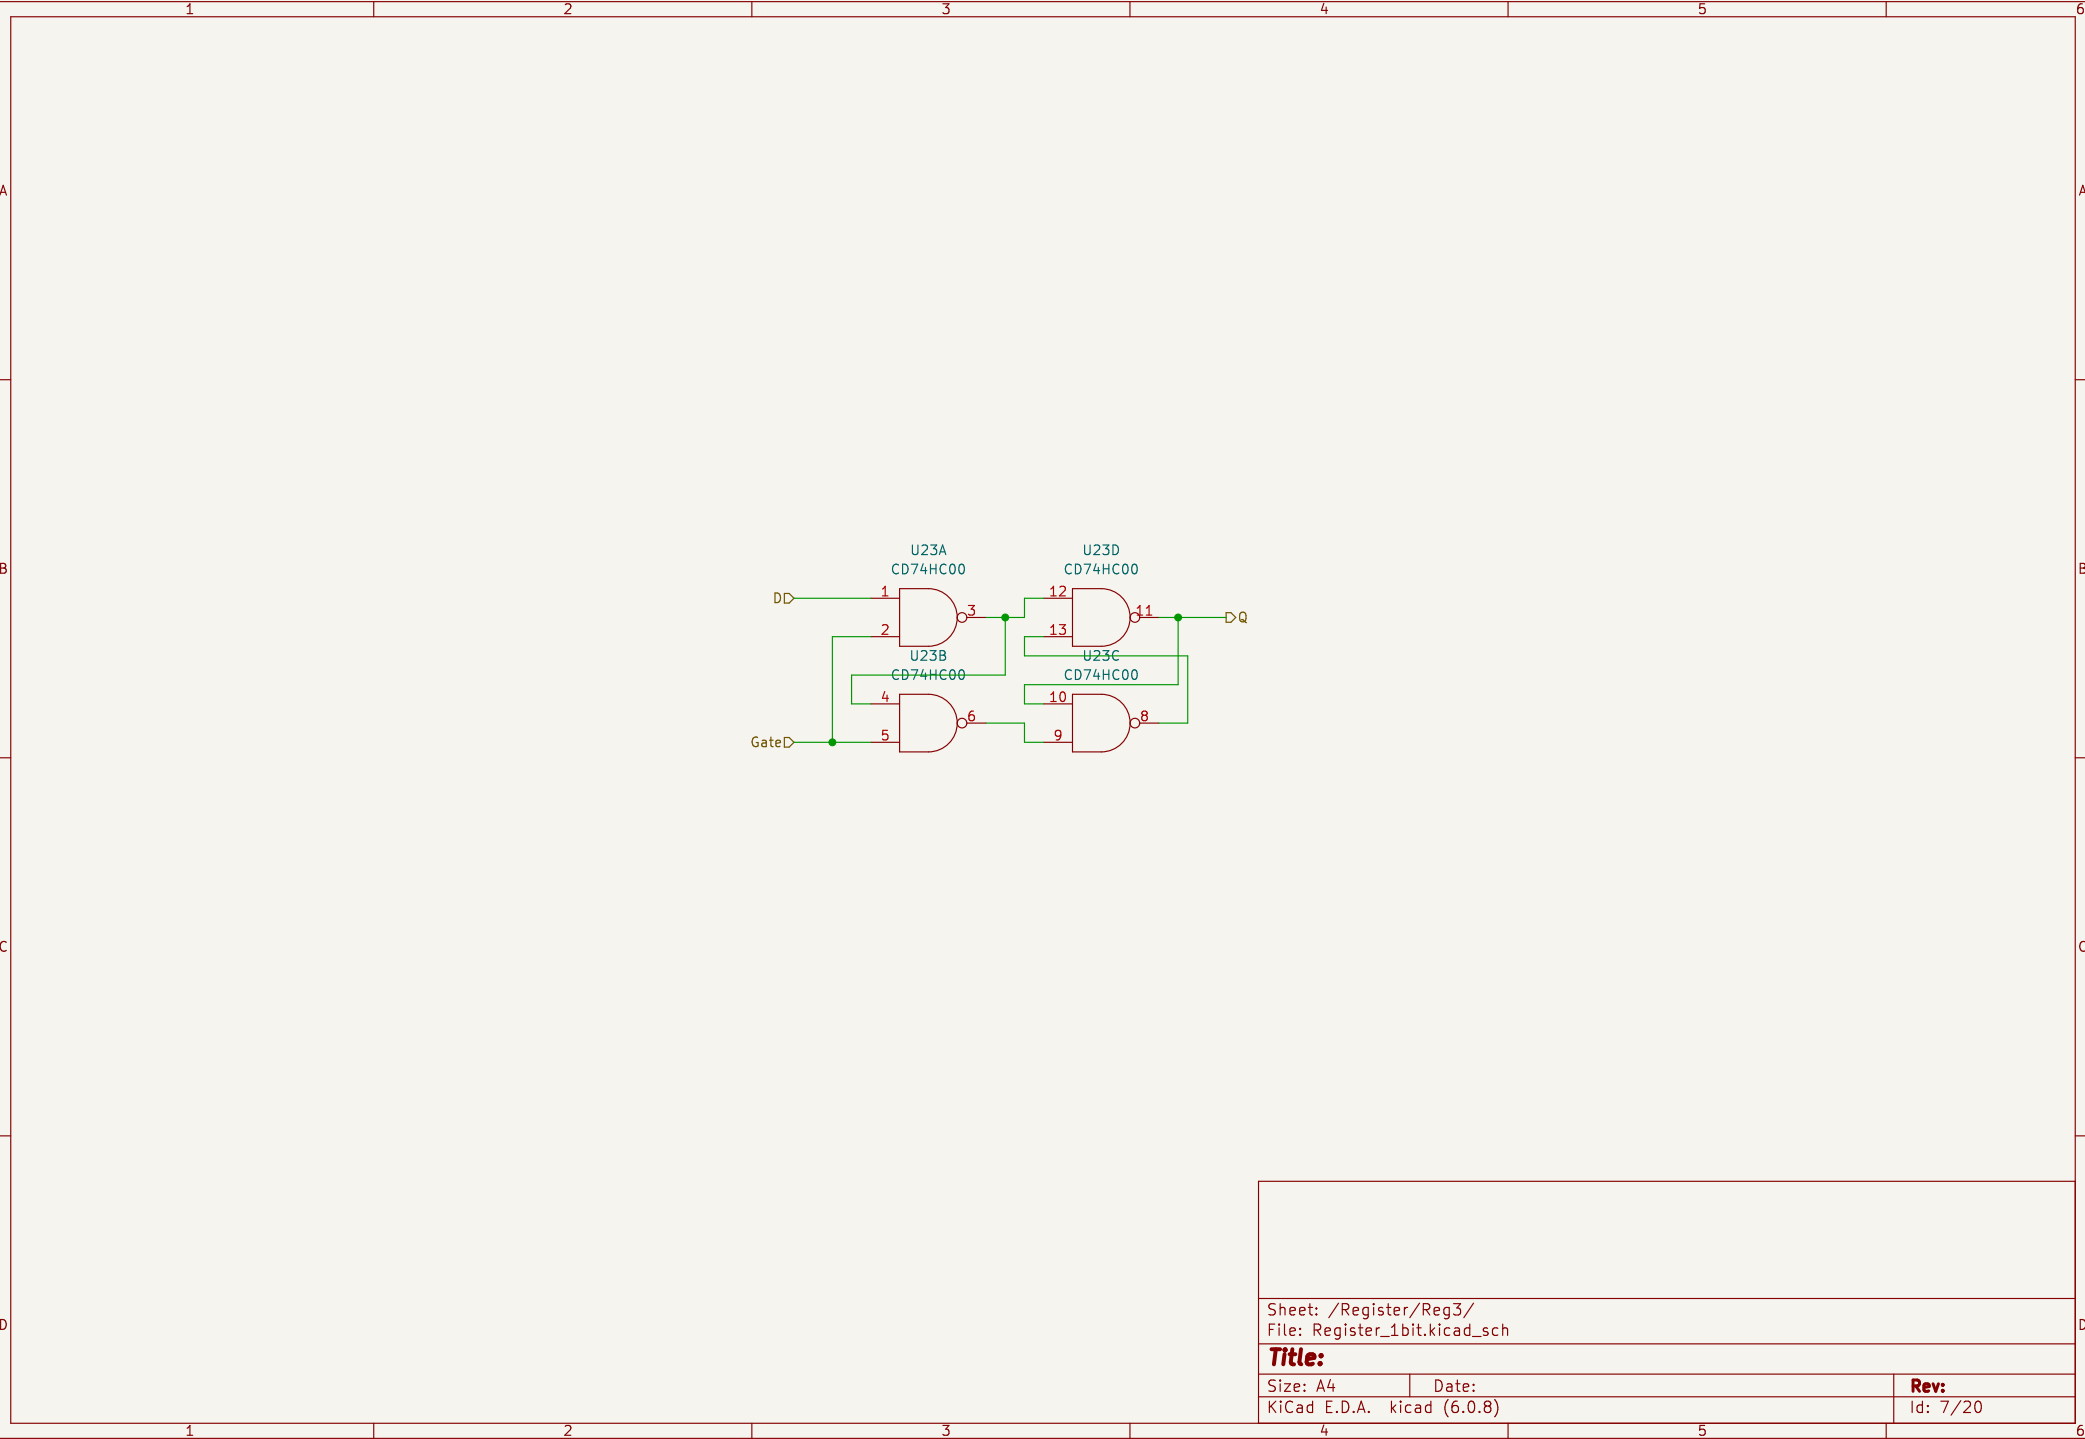 1 2 3 4 5 6
A A
U23A U23D
CD74HC00 CD74HC00
B B
D 1 3 12 11 Q
2 13
U23B U23C
CD74HC00 CD74HC00
4 6 10 8
Gate 5 9
C C
Sheet: /Register/Reg3/
D D
File: Register_1bit.kicad_sch
Title:
Size: A4 Date: Rev:
KiCad E.D.A. kicad (6.0.8) Id: 7/20
1 2 3 4 5 6